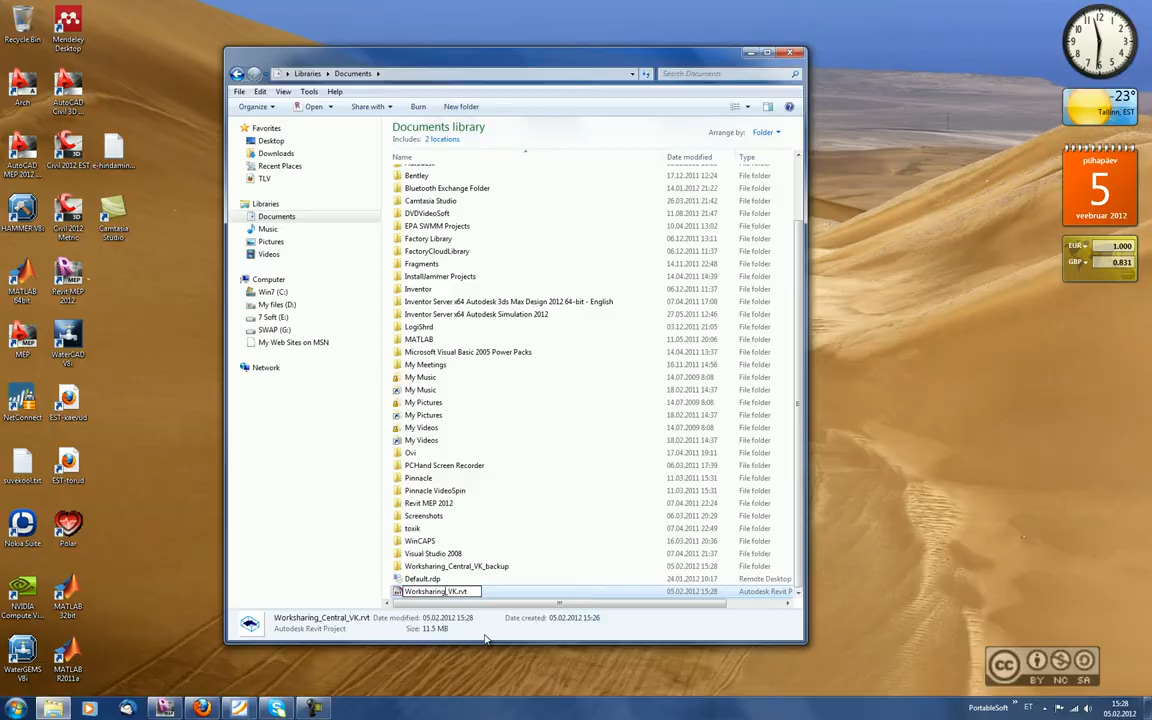 Recycle Bin
Mendeley Desktop
Arch
AutoCAD Civil 3D ...
AutoCAD MEP 2012 ...
Civil 2012 EST
e-hindamin...
HAMMER V8i
Civil 2012 Metric
Camtasia Studio
MATLAB 64bit
Revit MEP 2012
MEP
WaterCAD V8i
NetConnect
EST-kaevud
suvekool.txt
EST-torud
Nokia Suite
Polar
NVIDIA
MATLAB 32bit
WaterGEMS V8i
MATLAB R2011a
Libraries
Documents
Search Documents
File Edit View Tools Help
Organize
Open
Share with
Burn
New folder
Documents library
Includes: 2 locations
Arrange by: Folder
Name
Date modified
Type
Favorites
Desktop
Downloads
Recent Places
TLV
Libraries
Documents
Music
Pictures
Videos
Computer
Win7 (C:)
My files (D:)
7 Soft (E:)
SWAP (G:)
My Web Sites on MSN
Network
Bentley 17.12.2011 12:24 File folder
Bluetooth Exchange Folder 14.01.2012 21:22 File folder
Camtasia Studio 26.03.2011 21:42 File folder
DVDVideoSoft 11.08.2011 21:47 File folder
EPA SWMM Projects 10.04.2011 13:02 File folder
Factory Library 06.12.2011 13:11 File folder
FactoryCloudLibrary 06.12.2011 13:11 File folder
Fragments 14.11.2011 22:48 File folder
InstallJammer Projects 14.04.2011 14:39 File folder
Inventor 06.12.2011 11:37 File folder
Inventor Server x64 Autodesk 3ds Max Design 2012 64-bit - English 07.04.2011 17:08 File folder
Inventor Server x64 Autodesk Simulation 2012 27.05.2011 12:46 File folder
LogiShrd 03.12.2011 21:05 File folder
MATLAB 11.05.2011 20:06 File folder
Microsoft Visual Basic 2005 Power Packs 14.04.2011 13:37 File folder
My Meetings 16.11.2011 14:56 File folder
My Music 14.07.2009 8:08 File folder
My Music 18.02.2011 14:37 File folder
My Pictures 14.07.2009 8:08 File folder
My Pictures 18.02.2011 14:37 File folder
My Videos 14.07.2009 8:08 File folder
My Videos 18.02.2011 14:37 File folder
Ovi 17.04.2011 19:11 File folder
PCHand Screen Recorder 06.03.2011 17:39 File folder
Pinnacle 11.03.2011 15:31 File folder
Pinnacle VideoSpin 11.03.2011 15:31 File folder
Revit MEP 2012 07.04.2011 22:24 File folder
Screenshots 06.03.2011 20:29 File folder
toxik 07.04.2011 22:49 File folder
WinCAPS 16.03.2011 20:36 File folder
Visual Studio 2008 07.04.2011 21:37 File folder
Worksharing_Central_VK_backup 05.02.2012 15:28 File folder
Default.rdp 24.01.2012 10:17 Remote Desktop
Worksharing_VK.rvt 05.02.2012 15:28 Autodesk Revit P
Worksharing_Central_VK.rvt Date modified: 05.02.2012 15:28 Date created: 05.02.2012 15:26
Autodesk Revit Project Size: 11.5 MB
12 1 2 3 4 5 6 7 8 9 10 11
-23°
Tallinn, EST
pühapäev
5
veebruar 2012
EUR 1.000
GBP 0.831
cc
BY NC SA
PortableSoft
ET
15:28
05.02.2012